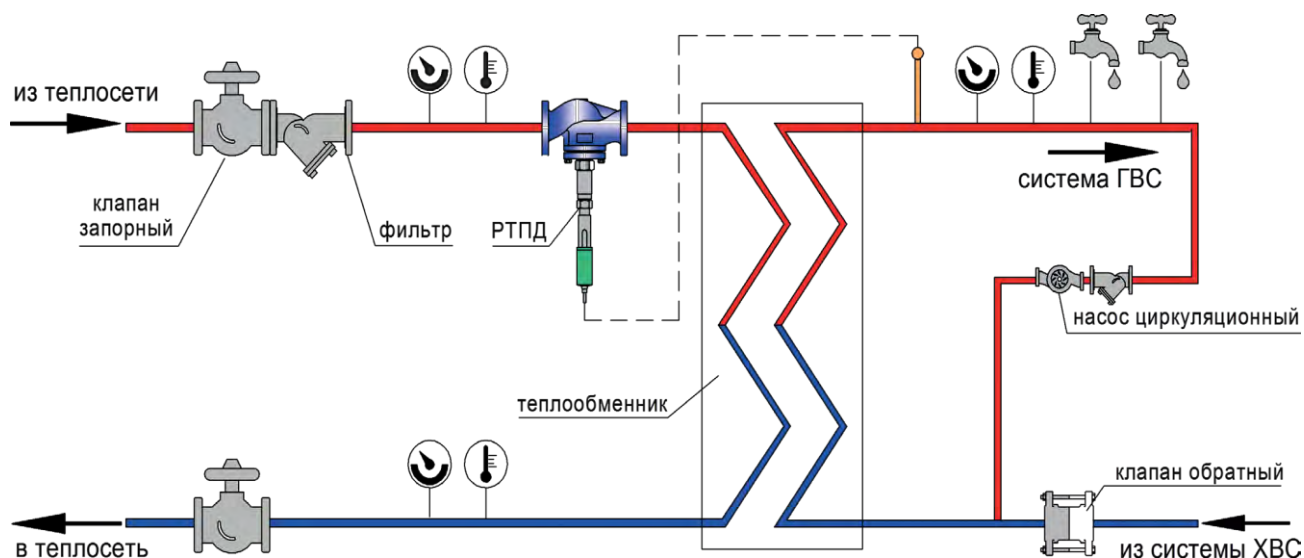 из теплосети
клапан
запорный
фильтр
РТПД
система ГВС
насос циркуляционный
теплообменник
клапан обратный
в теплосеть
из системы ХВС